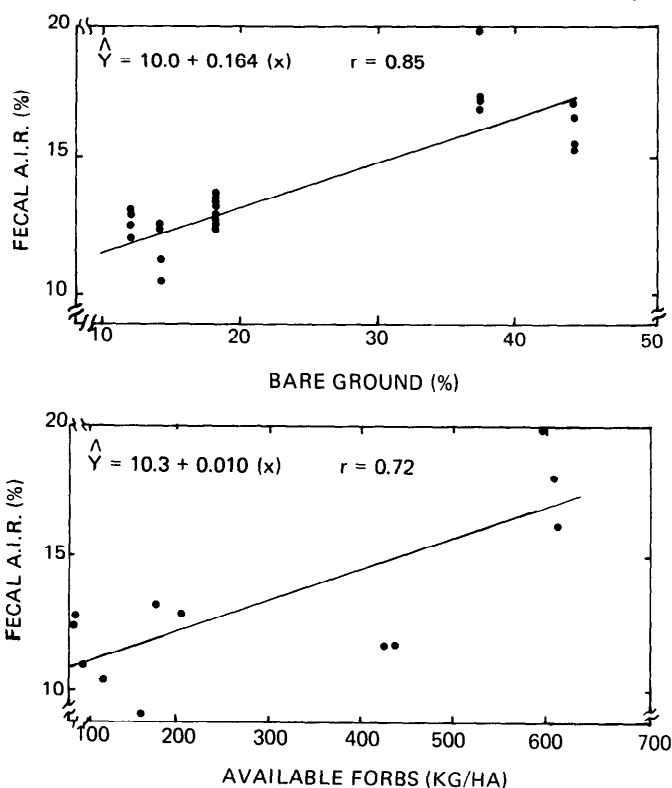 20
Ŷ = 10.0 + 0.164 (x) r = 0.85
FECAL A.I.R. (%)
15
10
10 20 30 40 50
BARE GROUND (%)
20
Ŷ = 10.3 + 0.010 (x) r = 0.72
FECAL A.I.R. (%)
15
10
100 200 300 400 500 600 700
AVAILABLE FORBS (KG/HA)